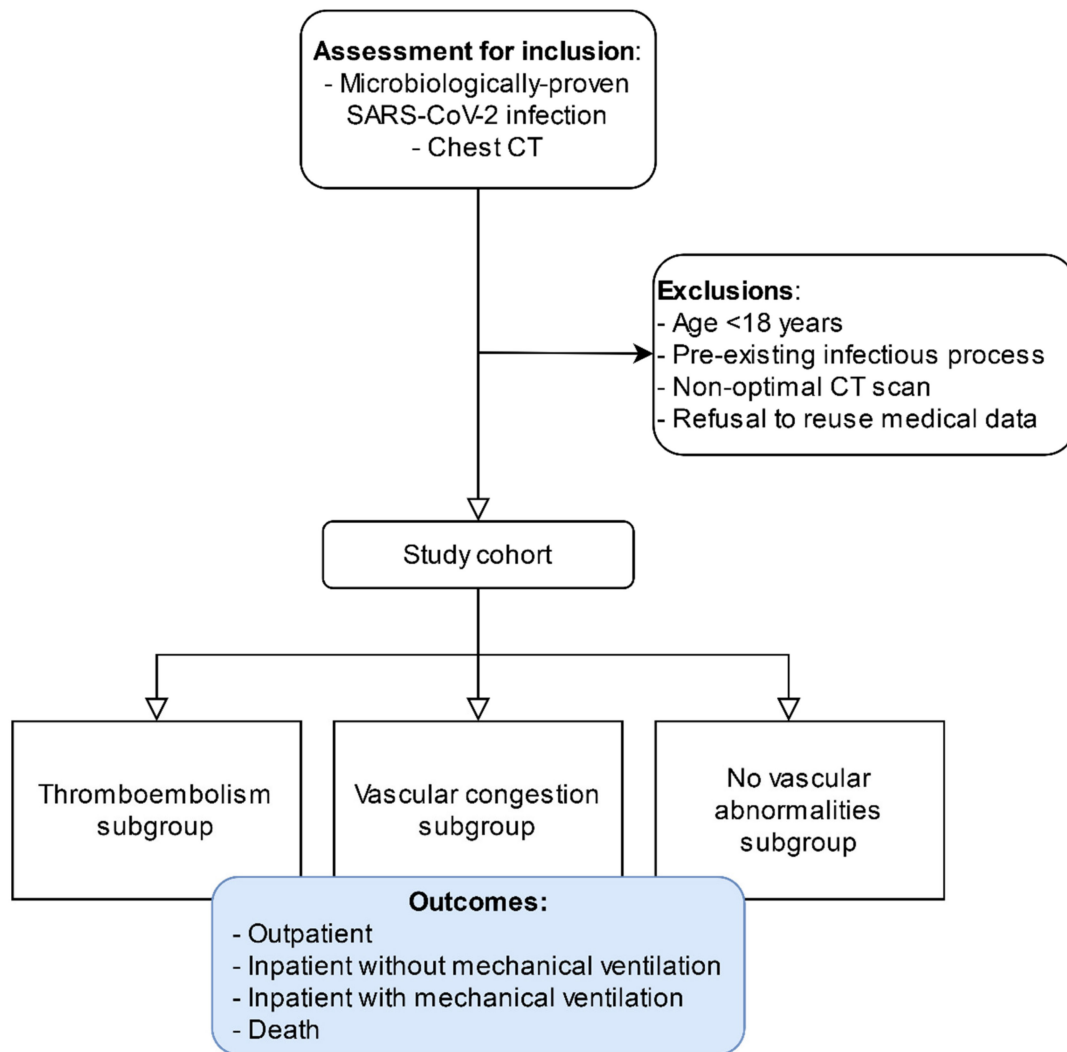 Assessment for inclusion:
- Microbiologically-proven
SARS-CoV-2 infection
- Chest CT
Exclusions:
- Age <18 years
- Pre-existing infectious process
- Non-optimal CT scan
- Refusal to reuse medical data
Study cohort
Thromboembolism
subgroup
Vascular congestion
subgroup
No vascular
abnormalities
subgroup
Outcomes:
- Outpatient
- Inpatient without mechanical ventilation
- Inpatient with mechanical ventilation
- Death